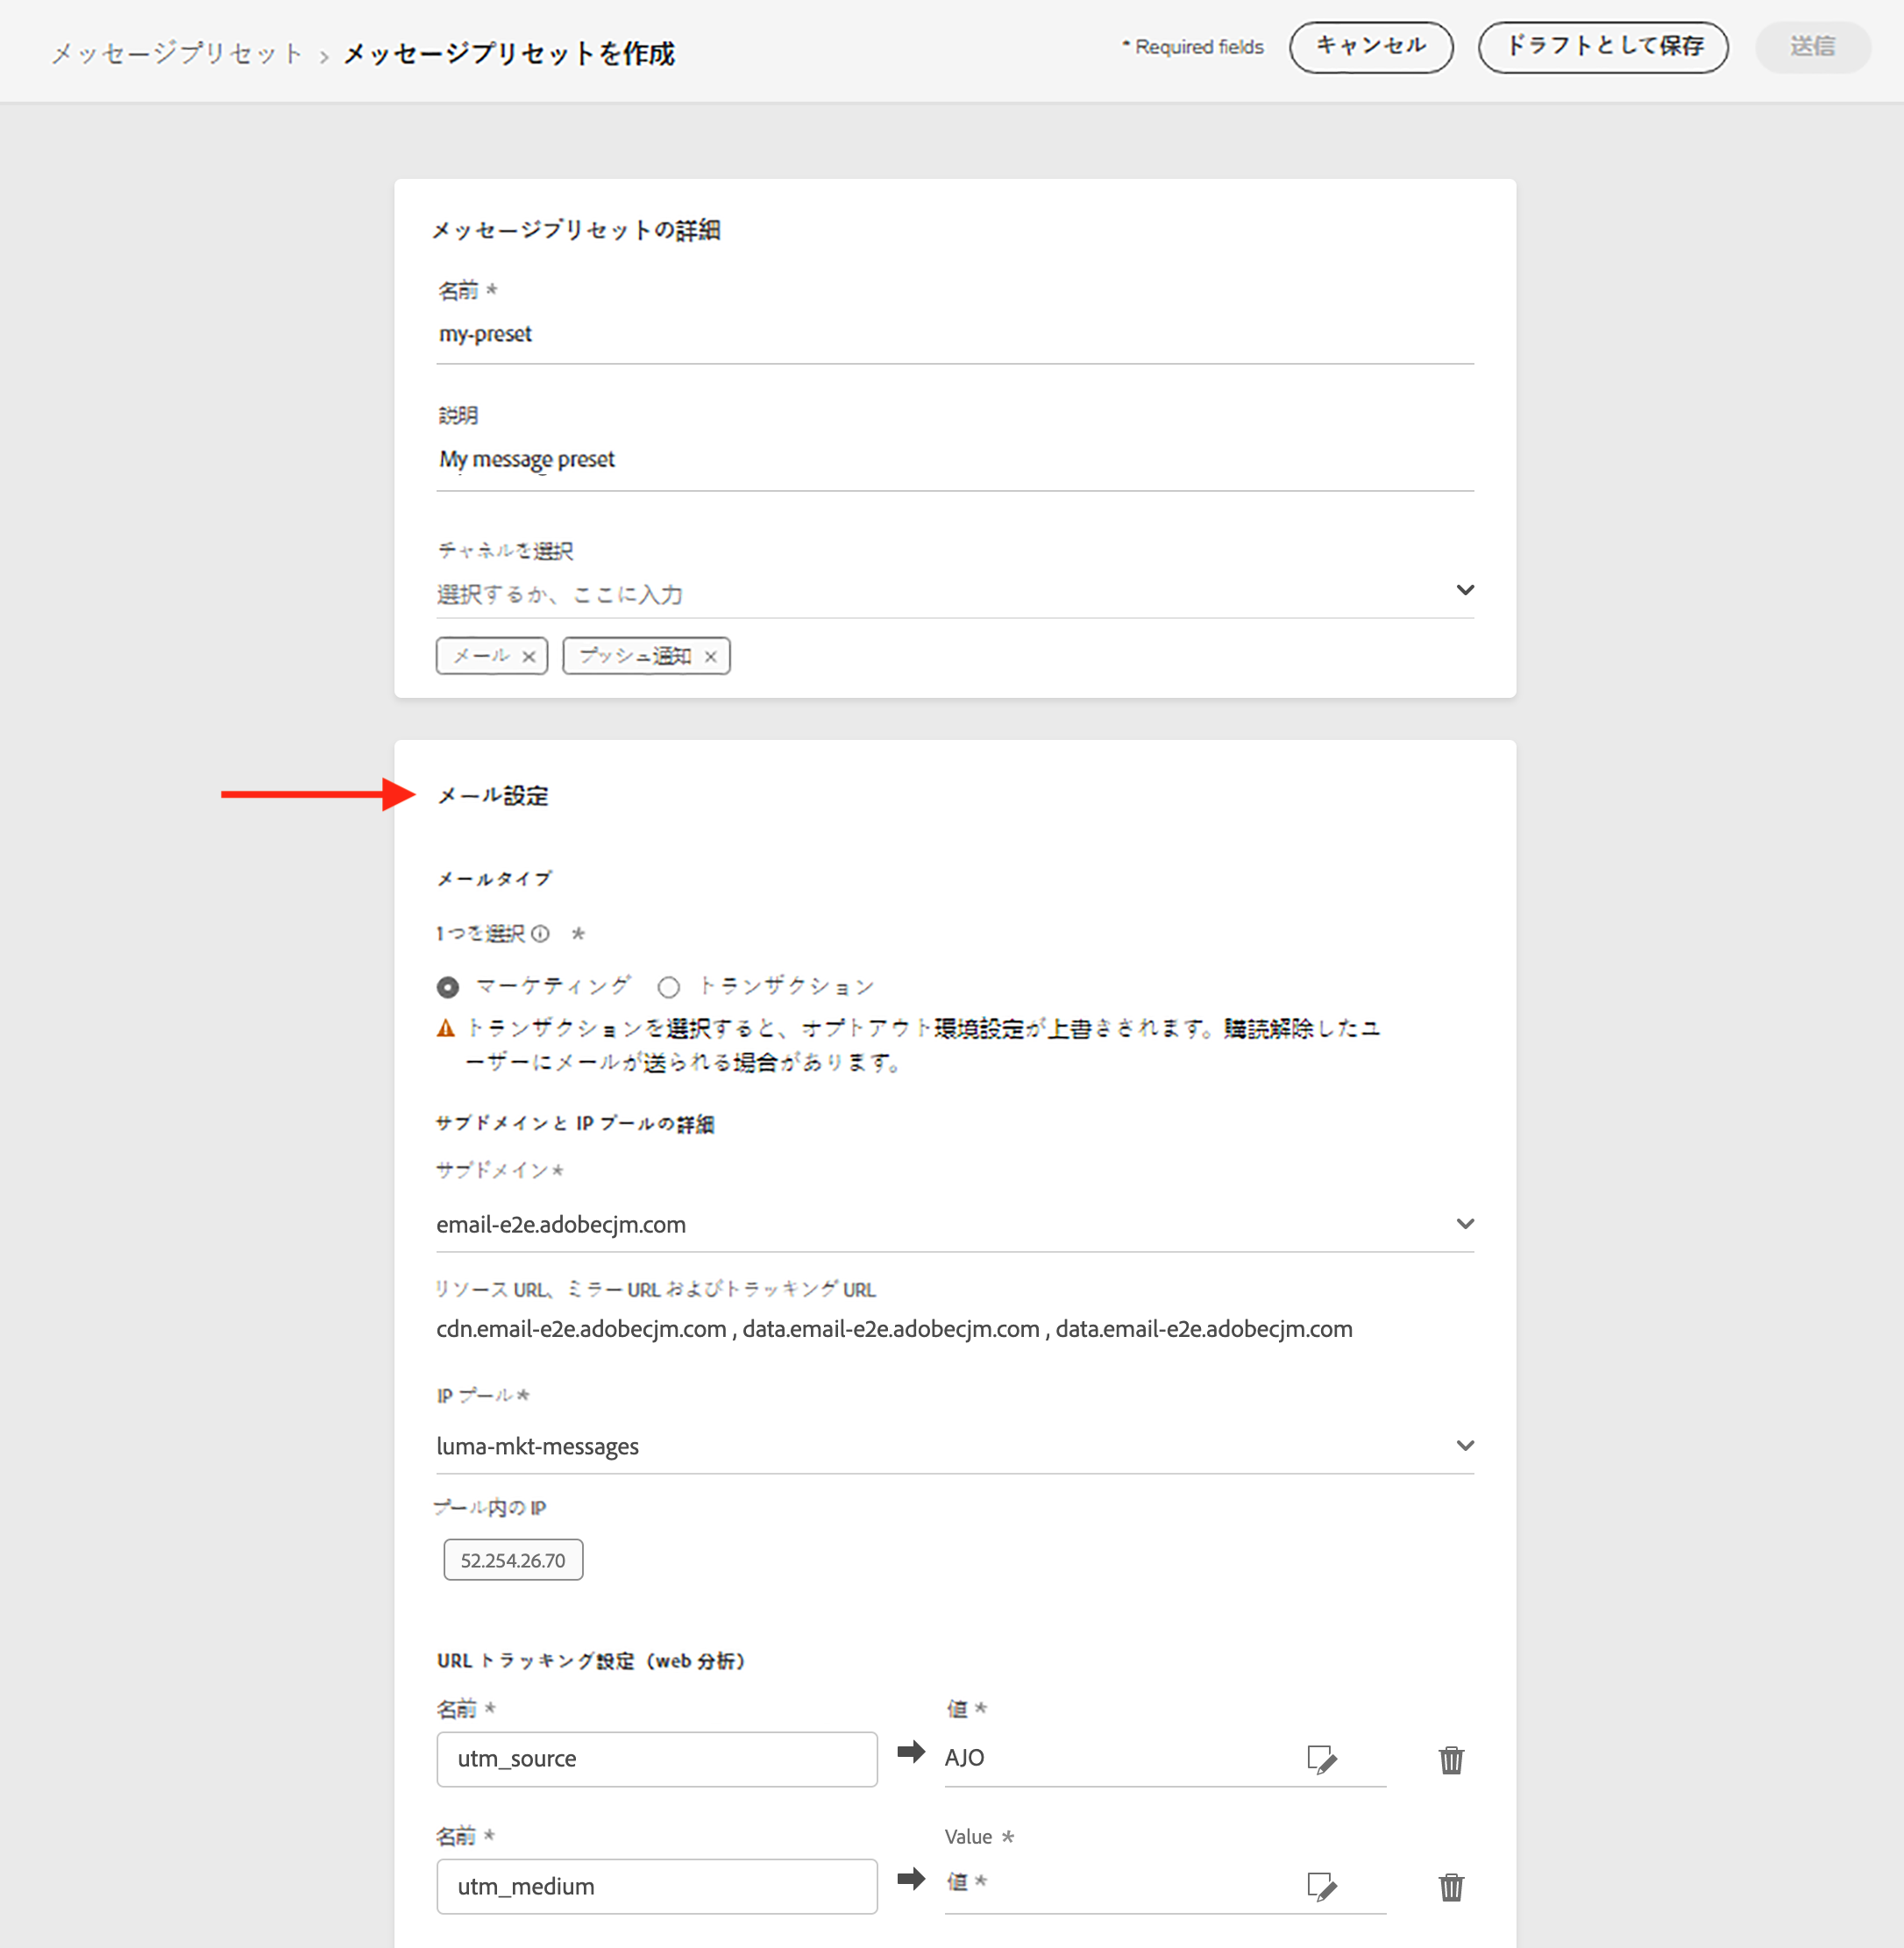 メッセージプリセット › メッセージプリセットを作成
* Required fields
キャンセル
ドラフトとして保存
送信
メッセージプリセットの詳細
名前 *
my-preset
説明
My message preset
チャネルを選択
選択するか、ここに入力
メール ×
プッシュ通知 ×
メール設定
メールタイプ
1 つを選択 *
マーケティング
トランザクション
トランザクションを選択すると、オプトアウト環境設定が上書きされます。購読解除したユ
ーザーにメールが送られる場合があります。
サブドメインと IP プールの詳細
サブドメイン*
email-e2e.adobecjm.com
リソース URL、ミラー URL およびトラッキング URL
cdn.email-e2e.adobecjm.com , data.email-e2e.adobecjm.com , data.email-e2e.adobecjm.com
IP プール*
luma-mkt-messages
プール内の IP
52.254.26.70
URL トラッキング設定（web 分析）
名前 *
値 *
utm_source
AJO
名前 *
Value *
utm_medium
値 *